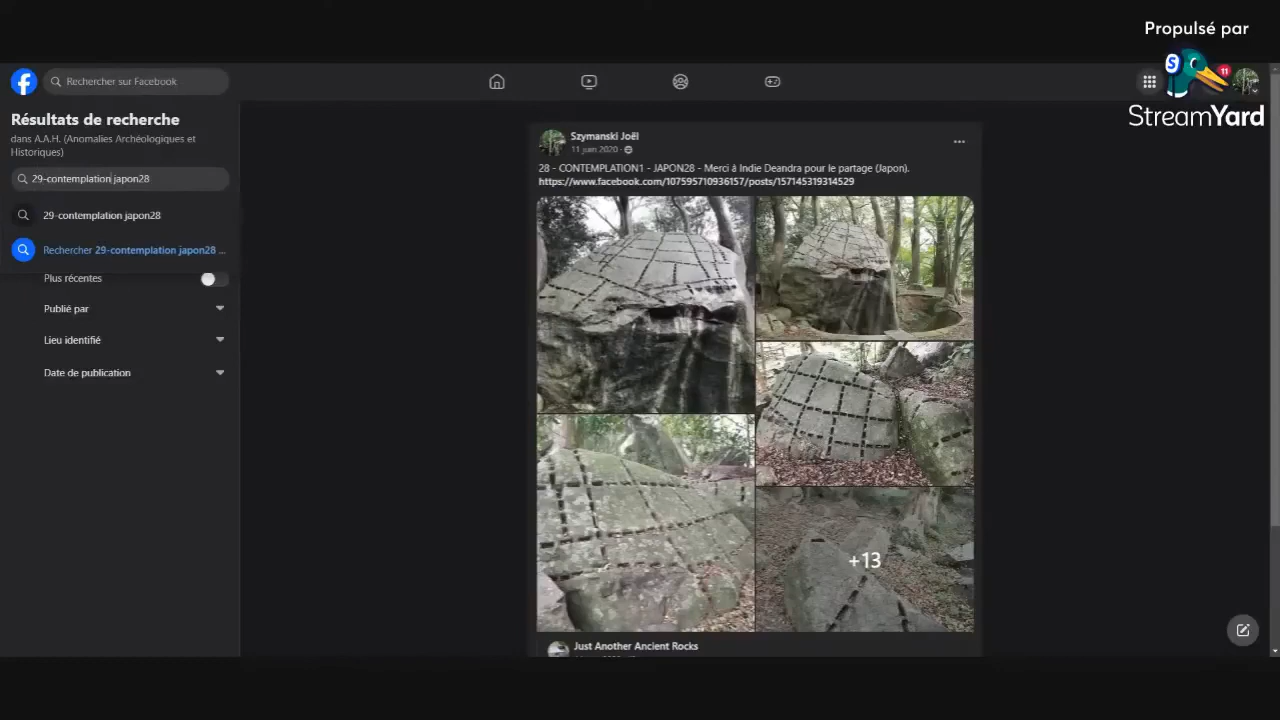 Propulsé par
StreamYard
S
11
f
Rechercher sur Facebook
Résultats de recherche
dans A.A.H. (Anomalies Archéologiques et
Historiques)
29-contemplation japon28
29-contemplation japon28
Rechercher 29-contemplation japon28 ...
Plus récentes
Publié par
Lieu identifié
Date de publication
Szymanski Joël
11 juin 2020
28 - CONTEMPLATION1 - JAPON28 - Merci à Indie Deandra pour le partage (Japon).
https://www.facebook.com/107595710936157/posts/157145319314529
+13
Just Another Ancient Rocks